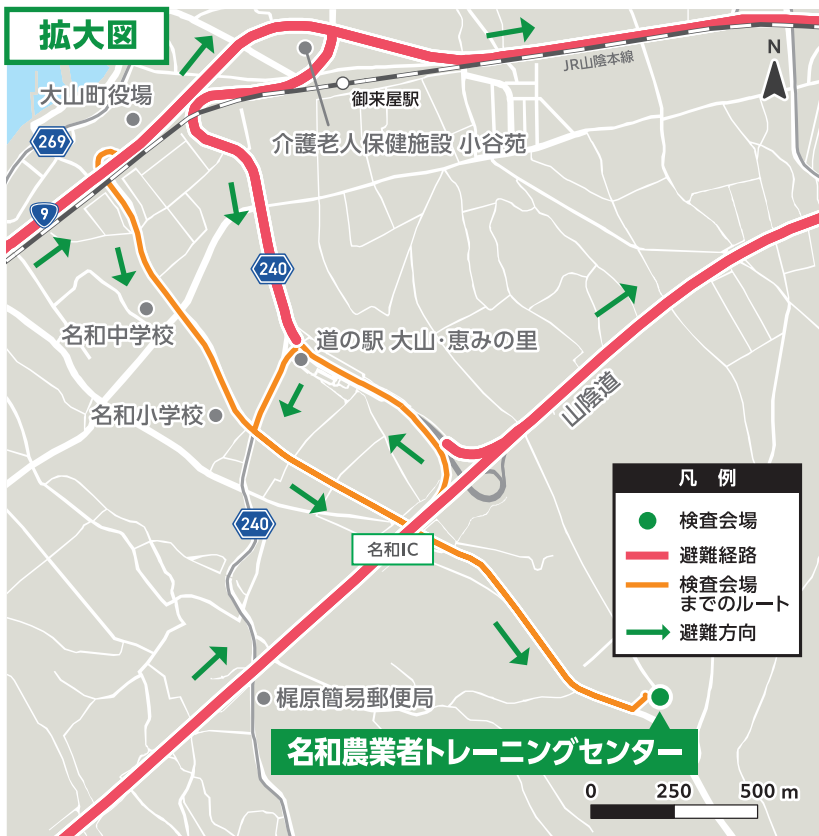 拡大図
JR山陰本線
N
御来屋駅
大山町役場
269
介護老人保健施設 小谷苑
9
240
名和中学校
道の駅 大山・恵みの里
山陰道
名和小学校
240
名和IC
凡 例
検査会場
避難経路
検査会場
までのルート
避難方向
梶原簡易郵便局
名和農業者トレーニングセンター
0 250 500 m